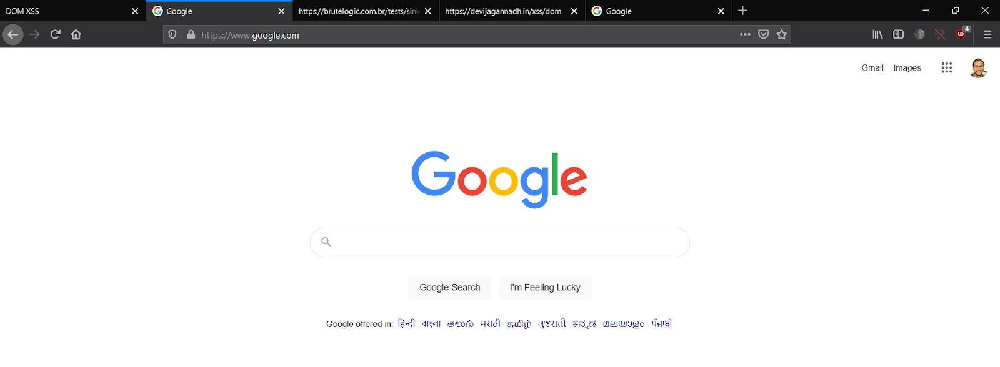 DOM XSS Google https://brutelogic.com.br/tests/sink https://devijagannadh.in/xss/dom Google
https://www.google.com 4
Gmail Images
Google
Google Search I'm Feeling Lucky
Google offered in: हिन्दी বাংলা తెలుగు मराठी தமிழ் ગુજરાતી ಕನ್ನಡ മലയാളം ਪੰਜਾਬੀ